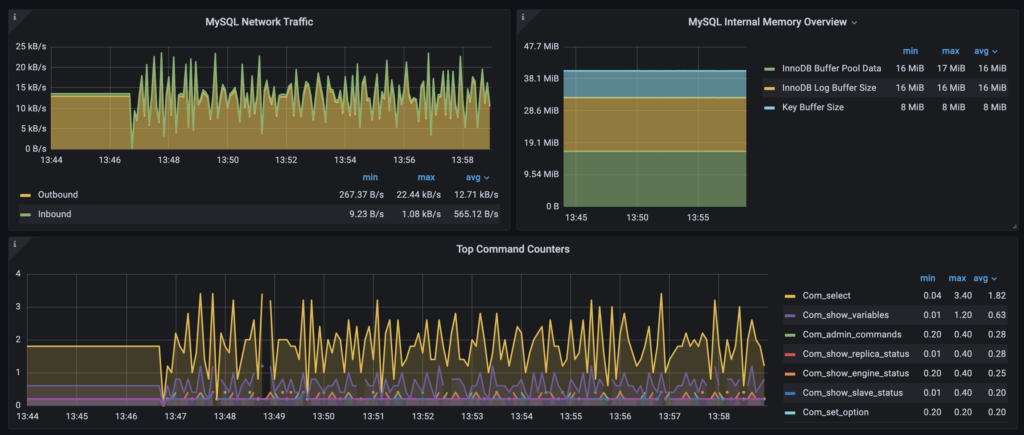 MySQL Network Traffic
25 kB/s
20 kB/s
15 kB/s
10 kB/s
5 kB/s
0 B/s
13:44 13:46 13:48 13:50 13:52 13:54 13:56 13:58
min max avg
Outbound 267.37 B/s 22.44 kB/s 12.71 kB/s
Inbound 9.23 B/s 1.08 kB/s 565.12 B/s
MySQL Internal Memory Overview
47.7 MiB
38.1 MiB
28.6 MiB
19.1 MiB
9.54 MiB
0 B
13:45 13:50 13:55
min max avg
InnoDB Buffer Pool Data 16 MiB 17 MiB 16 MiB
InnoDB Log Buffer Size 16 MiB 16 MiB 16 MiB
Key Buffer Size 8 MiB 8 MiB 8 MiB
Top Command Counters
4
3
2
1
0
13:44 13:45 13:46 13:47 13:48 13:49 13:50 13:51 13:52 13:53 13:54 13:55 13:56 13:57 13:58
min max avg
Com_select 0.04 3.40 1.82
Com_show_variables 0.01 1.20 0.63
Com_admin_commands 0.20 0.40 0.28
Com_show_replica_status 0.01 0.40 0.28
Com_show_engine_status 0.20 0.40 0.25
Com_show_slave_status 0.01 0.40 0.20
Com_set_option 0.20 0.20 0.20